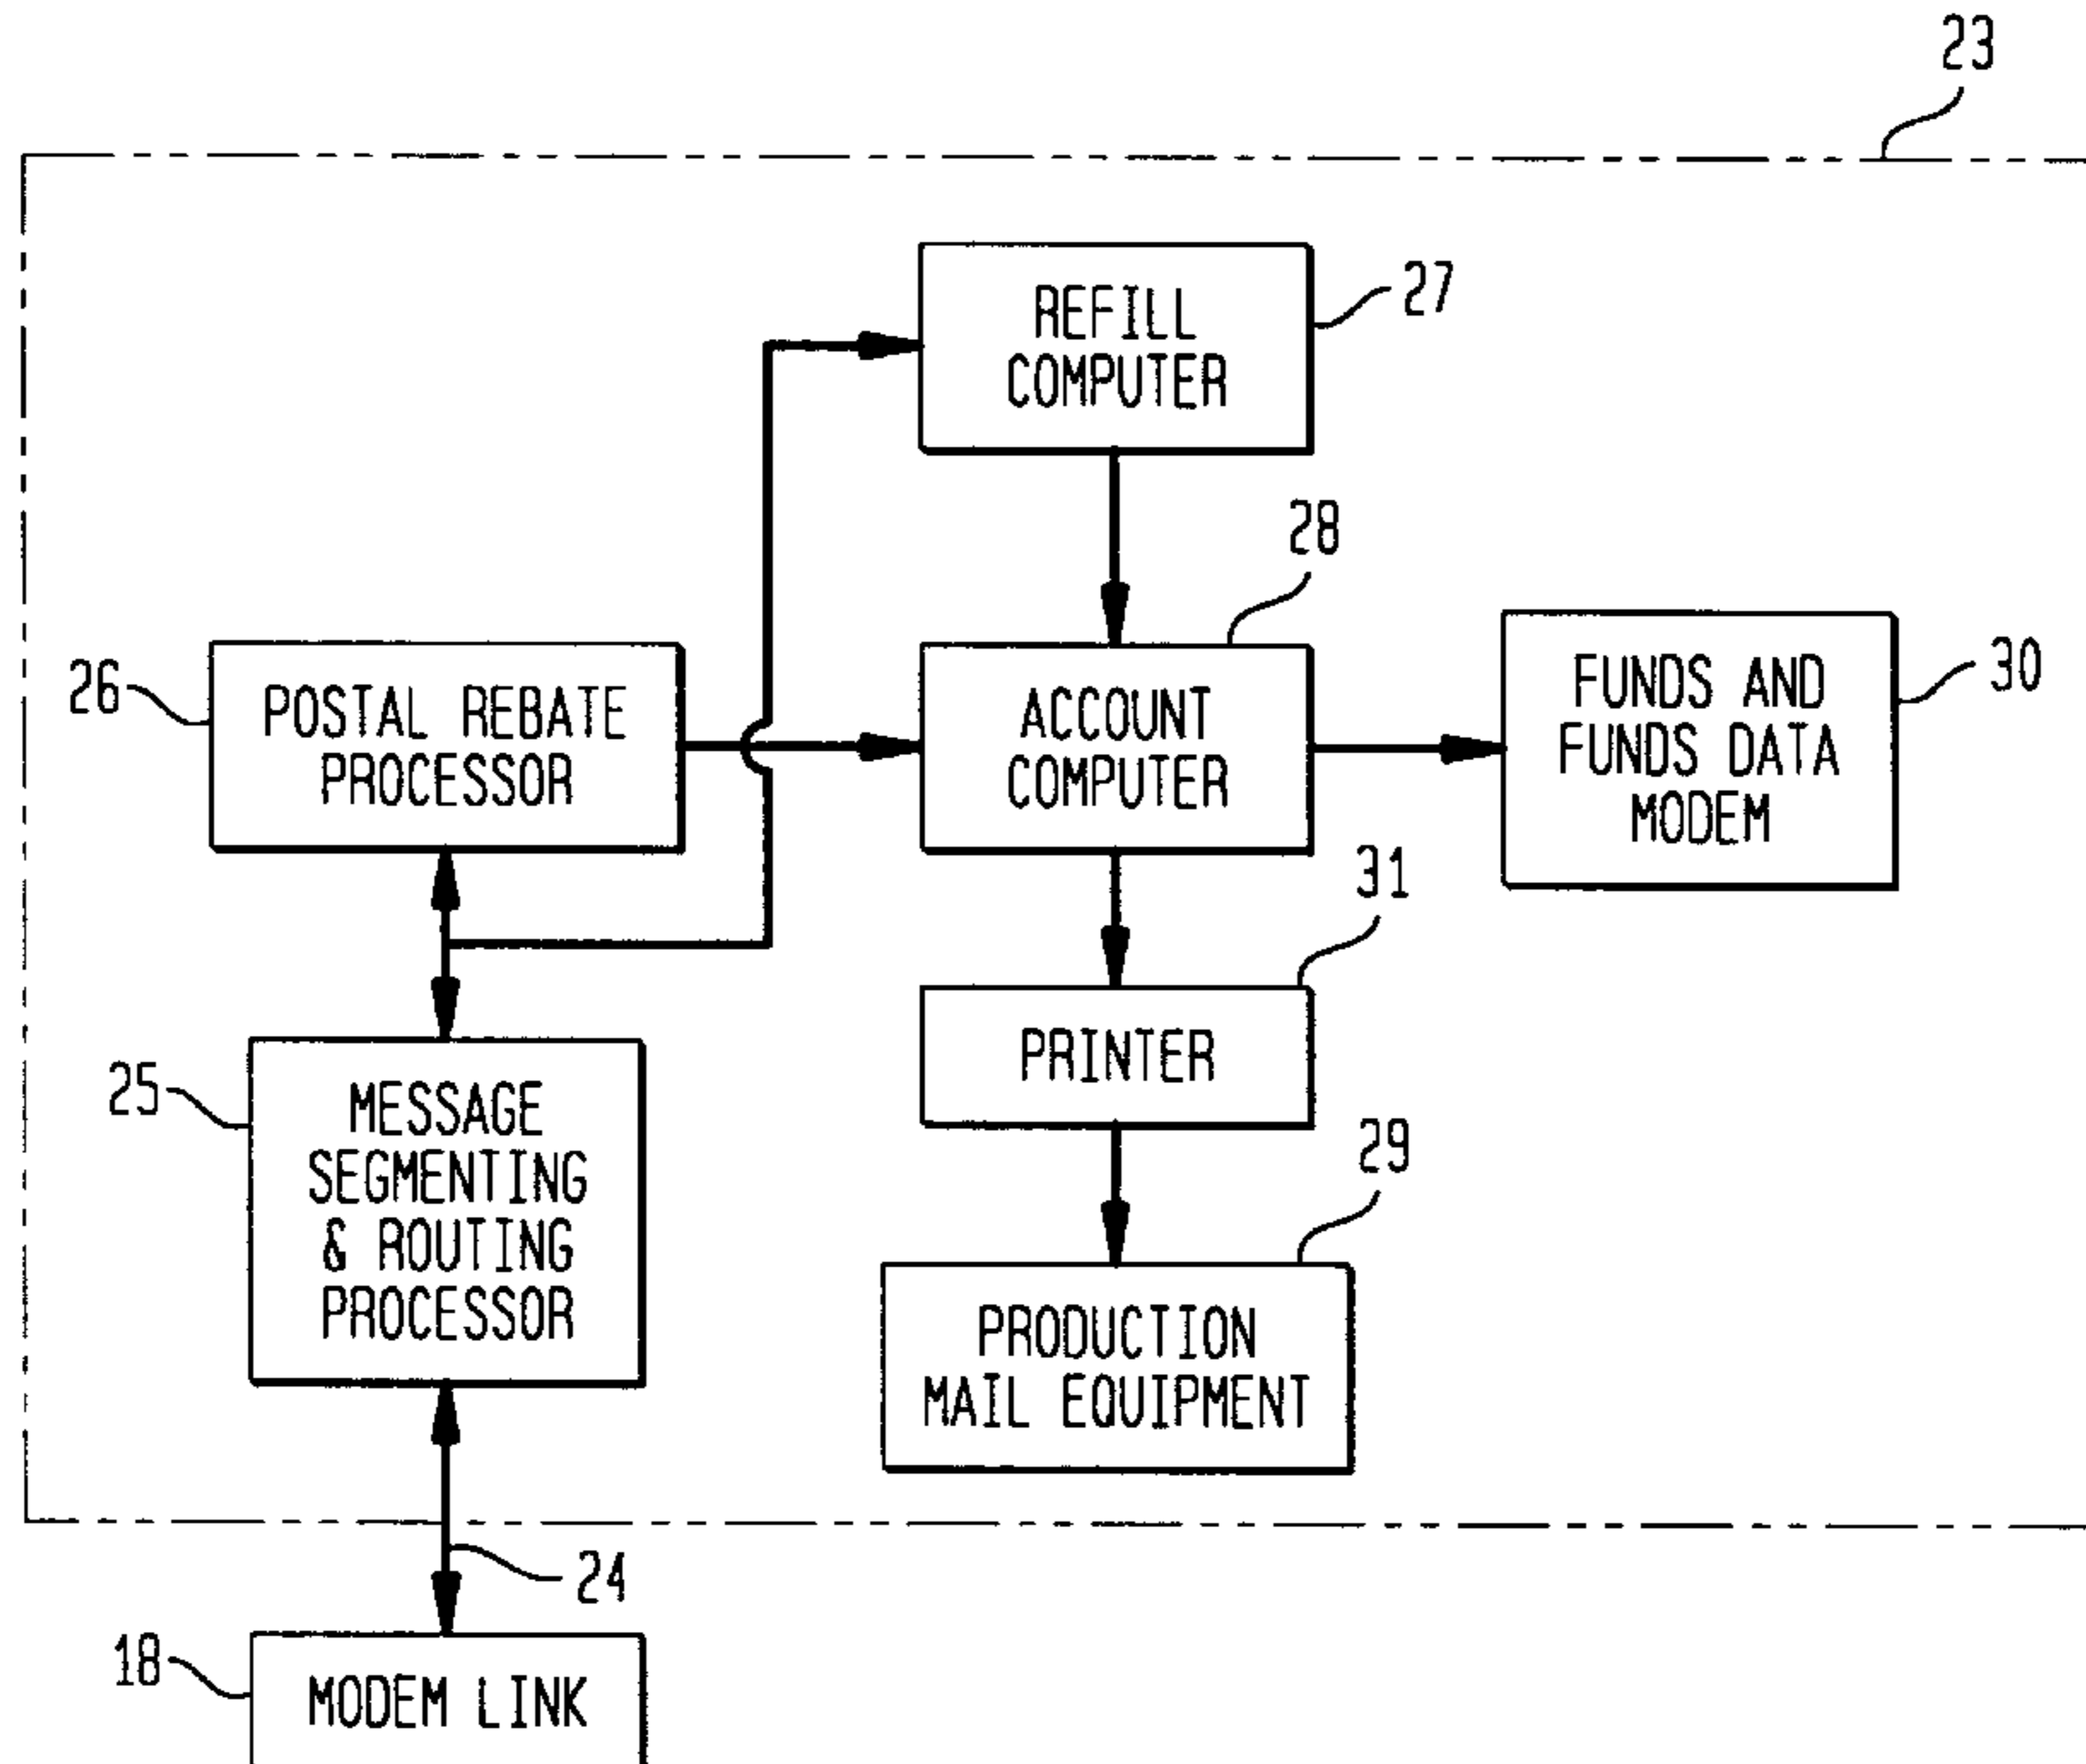 23
REFILL
COMPUTER
27
28
26
POSTAL REBATE
PROCESSOR
ACCOUNT
COMPUTER
FUNDS AND
FUNDS DATA
MODEM
30
31
25
MESSAGE
SEGMENTING
& ROUTING
PROCESSOR
PRINTER
29
PRODUCTION
MAIL EQUIPMENT
24
18
MODEM LINK